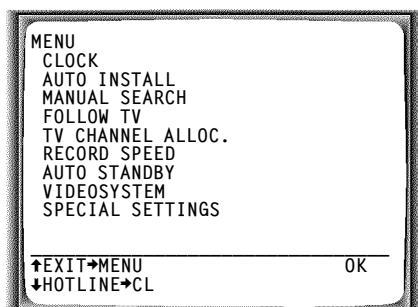 MENU
CLOCK
AUTO INSTALL
MANUAL SEARCH
FOLLOW TV
TV CHANNEL ALLOC.
RECORD SPEED
AUTO STANDBY
VIDEOSYSTEM
SPECIAL SETTINGS
↑EXIT→MENU OK
↓HOTLINE→CL